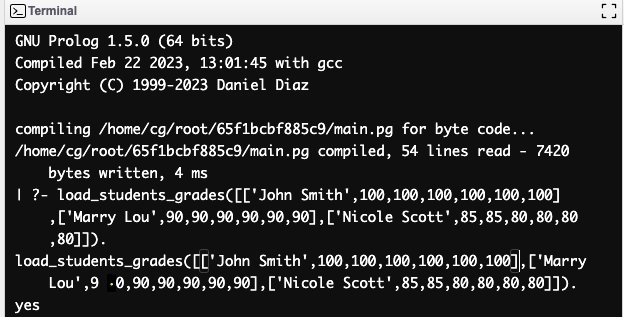 Terminal
GNU Prolog 1.5.0 (64 bits)
Compiled Feb 22 2023, 13:01:45 with gcc
Copyright (C) 1999-2023 Daniel Diaz
compiling /home/cg/root/65f1bcbf885c9/main.pg for byte code...
/home/cg/root/65f1bcbf885c9/main.pg compiled, 54 lines read - 7420
bytes written, 4 ms
| ?- load_students_grades([['John Smith',100,100,100,100,100,100]
,['Marry Lou',90,90,90,90,90,90],['Nicole Scott',85,85,80,80,80
,80]]).
load_students_grades([['John Smith',100,100,100,100,100,100],['Marry
Lou',9 0,90,90,90,90,90],['Nicole Scott',85,85,80,80,80,80]]).
yes